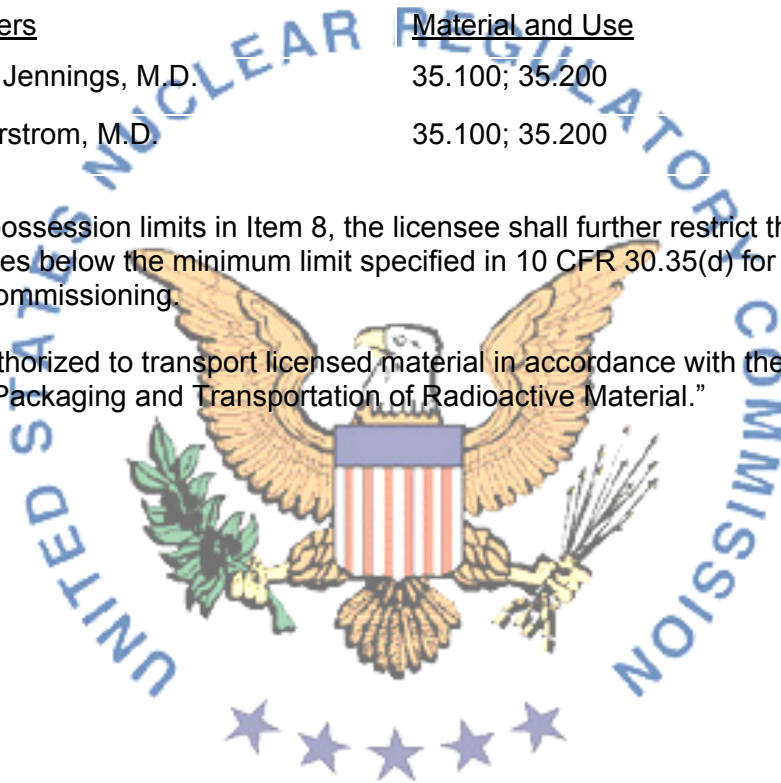 ers Material and Use
Jennings, M.D. 35.100; 35.200
rstrom, M.D. 35.100; 35.200
ossession limits in Item 8, the licensee shall further restrict th
es below the minimum limit specified in 10 CFR 30.35(d) for
ommissioning.
thorized to transport licensed material in accordance with the
Packaging and Transportation of Radioactive Material.”
UNITED STATES NUCLEAR REGULATORY COMMISSION